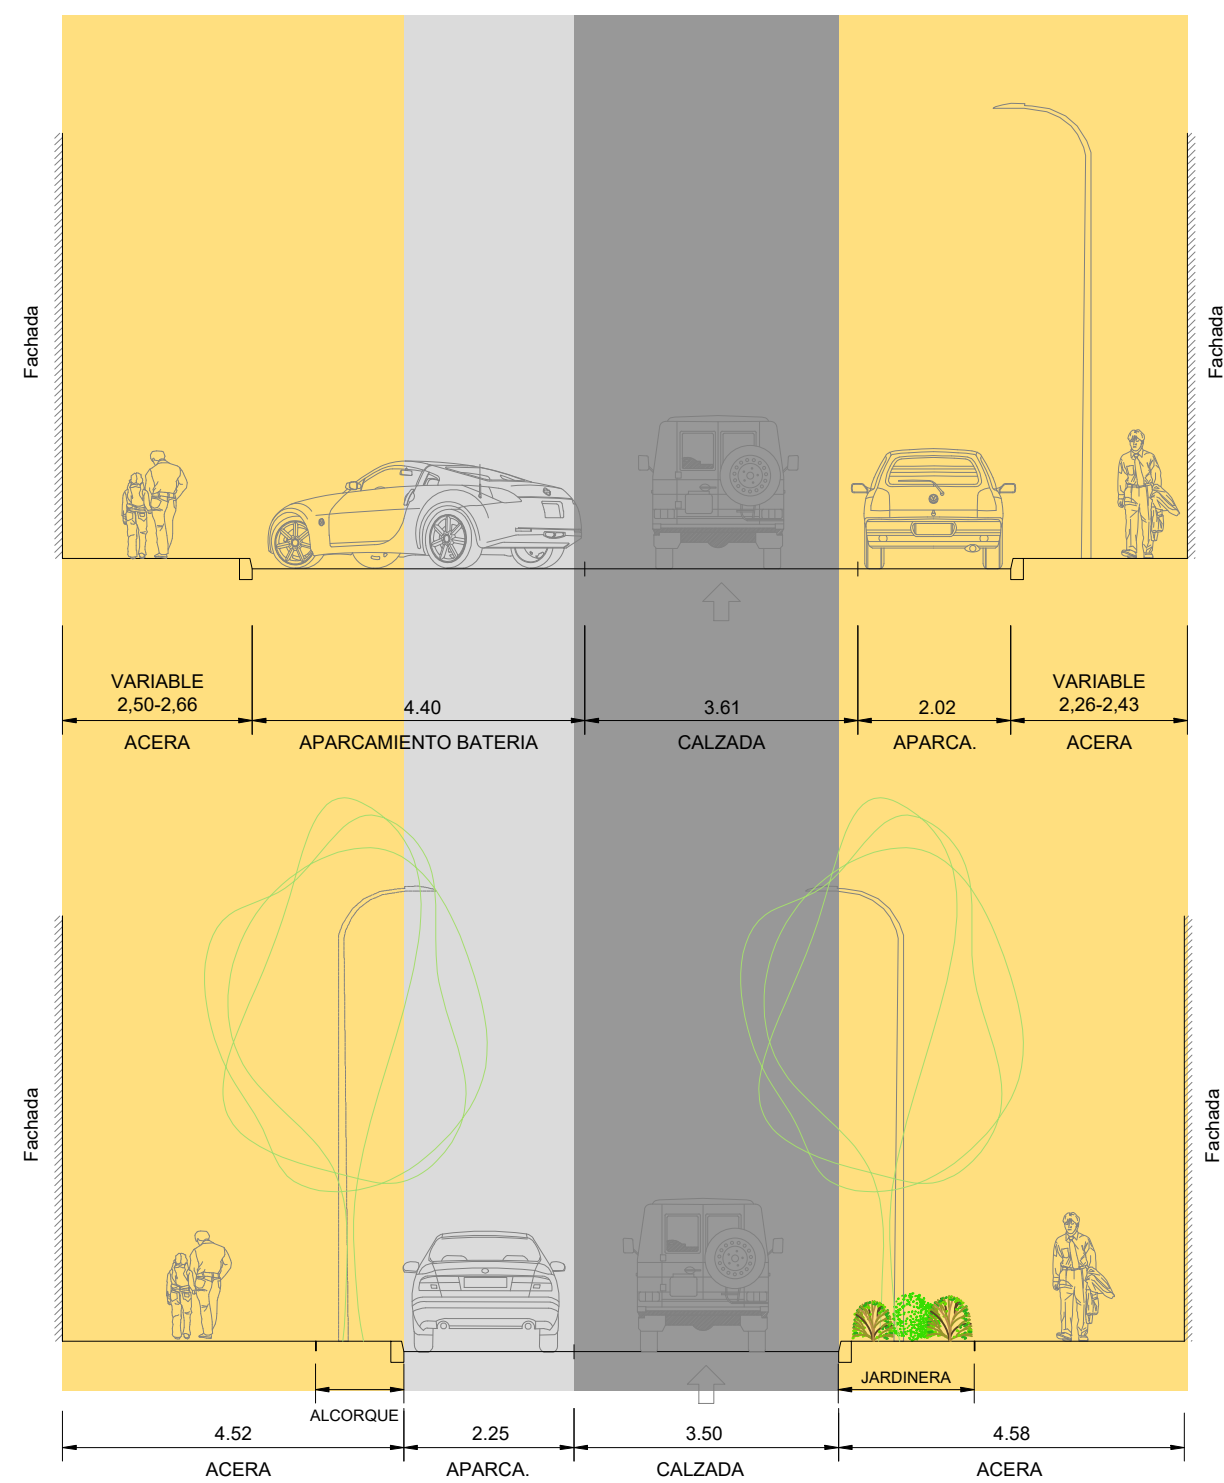 Fachada
Fachada
VARIABLE
2,50-2,66
4.40
3.61
2.02
VARIABLE
2,26-2,43
ACERA
APARCAMIENTO BATERIA
CALZADA
APARCA.
ACERA
Fachada
Fachada
JARDINERA
ALCORQUE
4.52
2.25
3.50
4.58
ACERA
APARCA.
CALZADA
ACERA